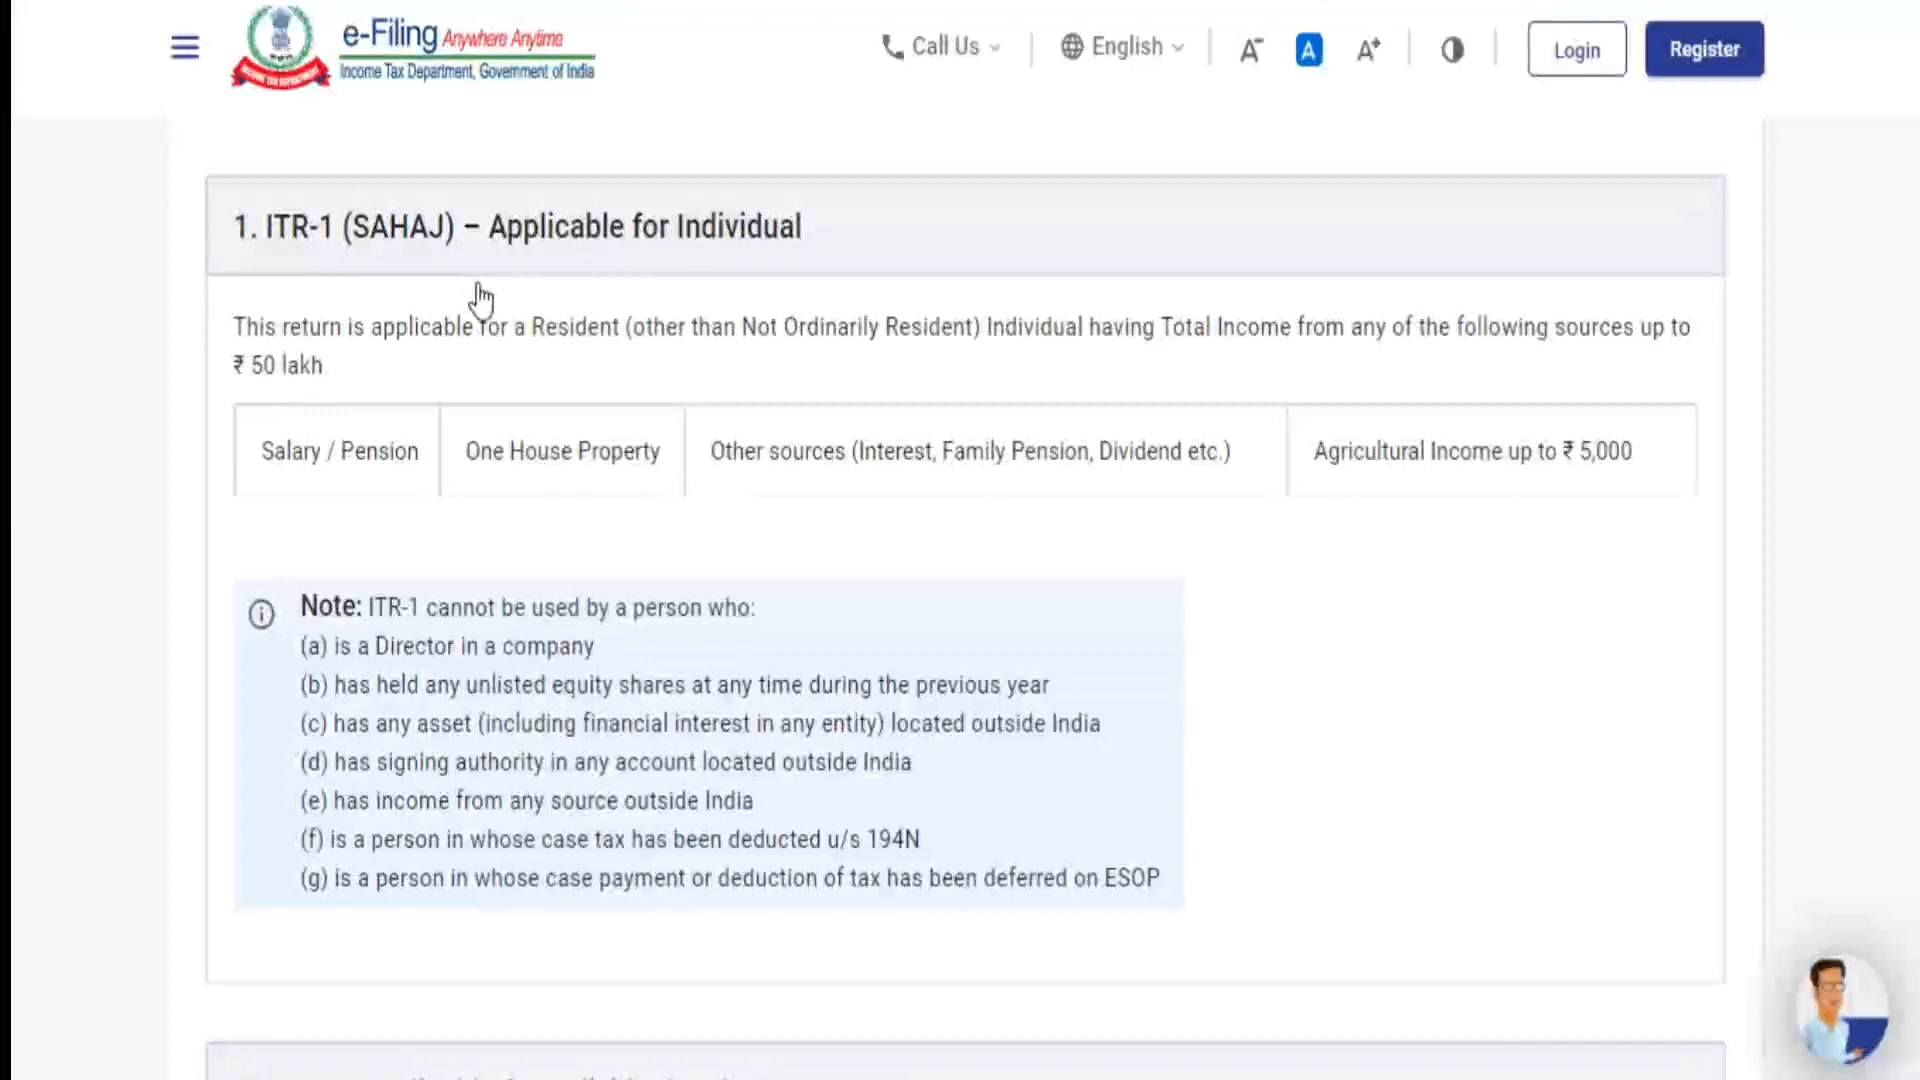 e-Filing Anywhere Anytime
Income Tax Department, Government of India
Call Us
English
A-
A
A+
Login
Register
1. ITR-1 (SAHAJ) – Applicable for Individual
This return is applicable for a Resident (other than Not Ordinarily Resident) Individual having Total Income from any of the following sources up to
₹ 50 lakh
Salary / Pension
One House Property
Other sources (Interest, Family Pension, Dividend etc.)
Agricultural Income up to ₹ 5,000
Note: ITR-1 cannot be used by a person who:
(a) is a Director in a company
(b) has held any unlisted equity shares at any time during the previous year
(c) has any asset (including financial interest in any entity) located outside India
(d) has signing authority in any account located outside India
(e) has income from any source outside India
(f) is a person in whose case tax has been deducted u/s 194N
(g) is a person in whose case payment or deduction of tax has been deferred on ESOP